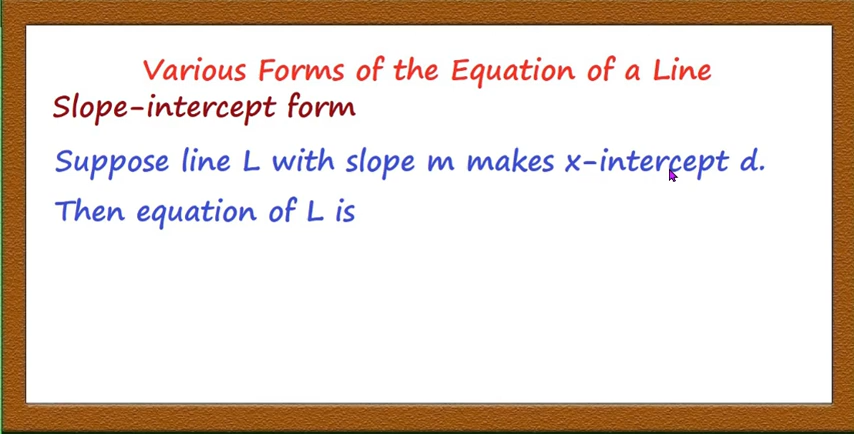 Various Forms of the Equation of a Line
Slope-intercept form
Suppose line L with slope m makes x-intercept d.
Then equation of L is